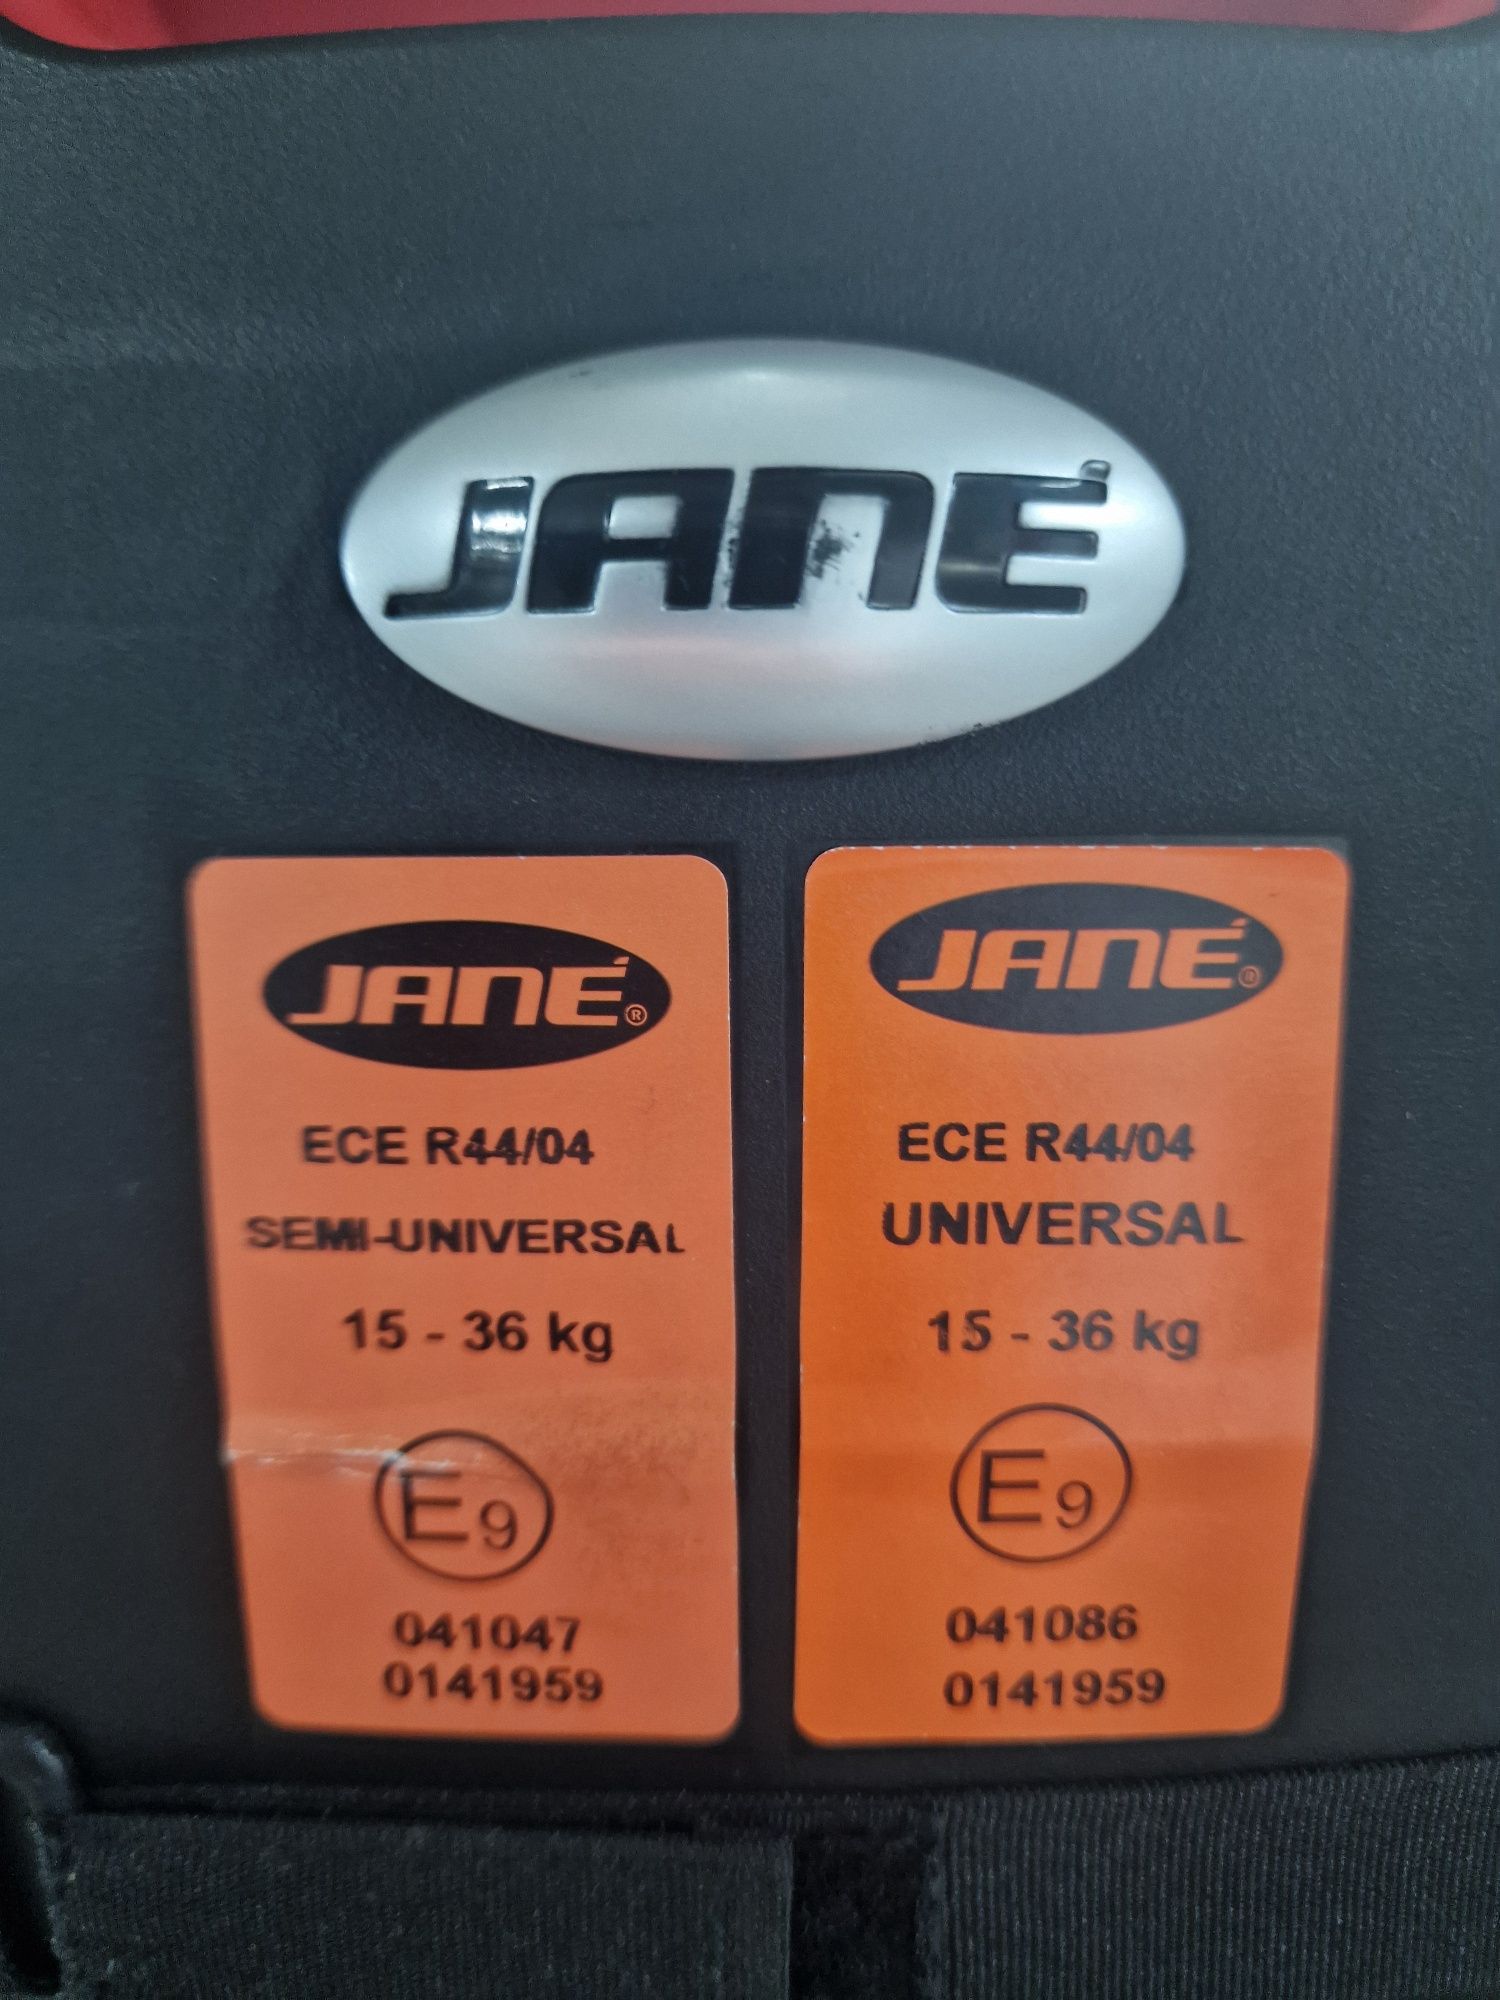 JANÉ
JANÉ®
ECE R44/04
SEMI-UNIVERSAL
15 - 36 kg
E9
041047
0141959
JANÉ®
ECE R44/04
UNIVERSAL
15 - 36 kg
E9
041086
0141959